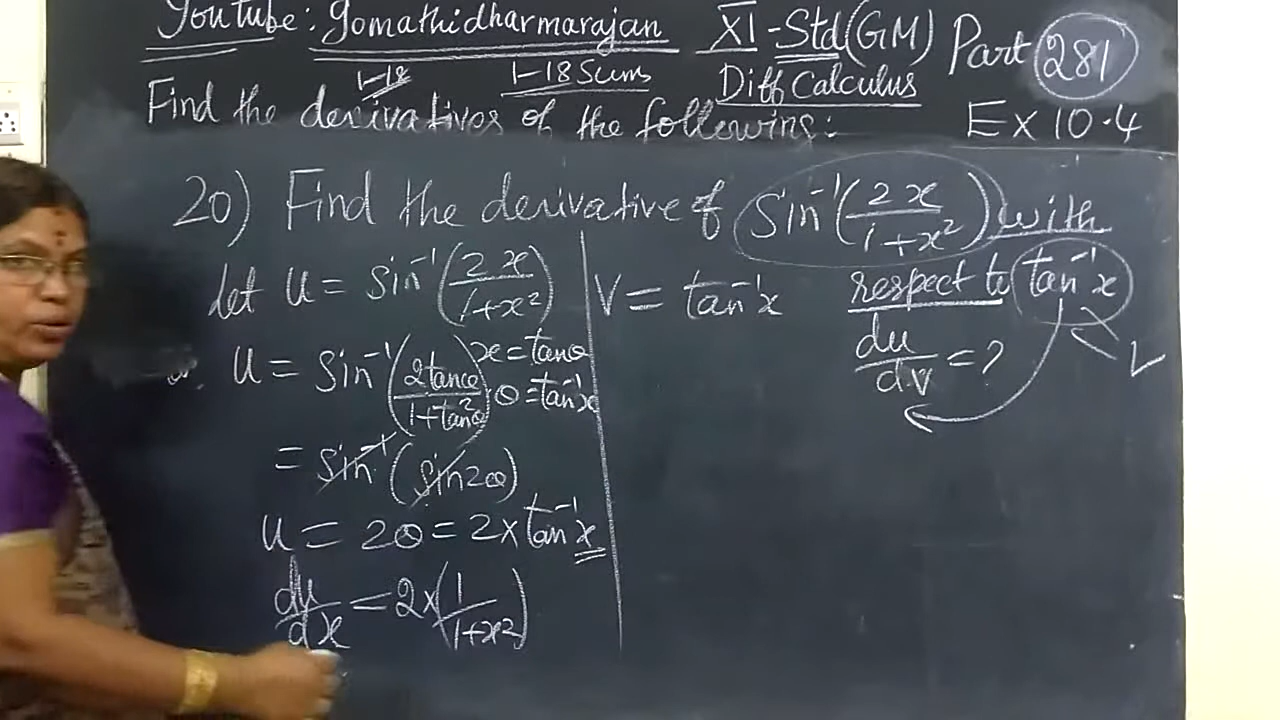 YouTube: Gomathidharmarajan XI-Std(GM) Part 281
1-18 1-18 Sums Diff Calculus
Find the derivatives of the following: Ex 10.4
20) Find the derivative of Sin⁻¹(2x/1+x²) with
respect to tan⁻¹x
let u = sin⁻¹(2x/1+x²)
u = sin⁻¹(2tanθ/1+tan²θ) x=tanθ
θ=tan⁻¹x
= sin⁻¹(sin2θ)
u = 2θ = 2×tan⁻¹x
du/dx = 2×(1/1+x²)
V = tan⁻¹x
du/dv = ?
V